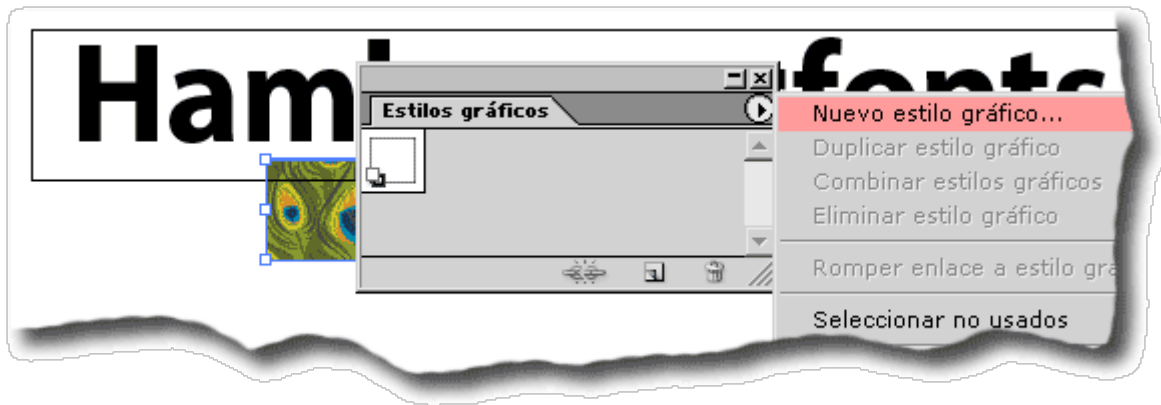 Ham
fonts
Estilos gráficos
Nuevo estilo gráfico...
Duplicar estilo gráfico
Combinar estilos gráficos
Eliminar estilo gráfico
Romper enlace a estilo
Seleccionar no usados